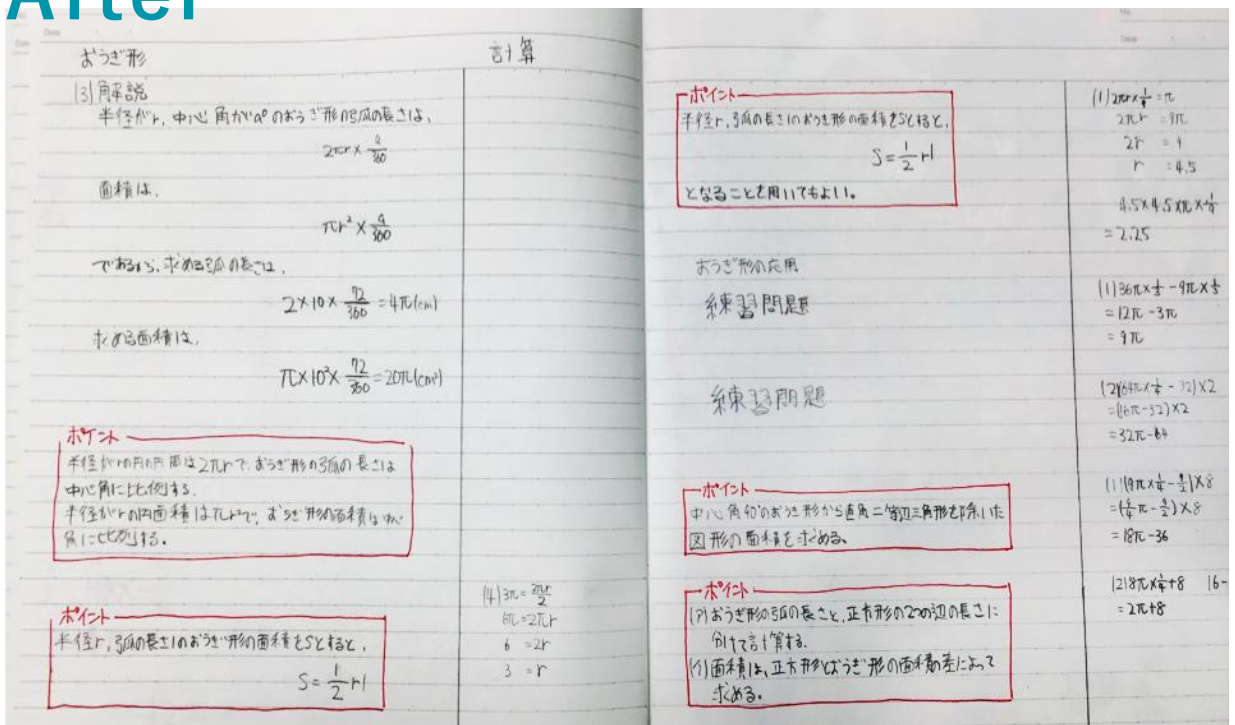 After
Date
おうぎ形
計算
(3)解説
半径がr,中心角がa°のおうぎ形の弧の長さは,
2πr×a/360
面積は,
πr²×a/360
であるから,求める弧の長さは,
2×10×72/360=4π(cm)
求める面積は,
π×10²×72/360=20π(cm²)
ポイント
半径がrの円の円周は2πrで,おうぎ形の弧の長さは
中心角に比例する.
半径がrの円面積はπr²で,おうぎ形の面積は中心
角に比例する.
(4)3π=2πr/2
6π=2πr
6 =2r
3 =r
ポイント
半径r,弧の長さlのおうぎ形の面積をSとすると,
S=1/2 rl
No.
Date
ポイント
半径r,弧の長さlのおうぎ形の面積をSとすると,
S=1/2 rl
となることを用いてもよい。
(1)2πr×1/4=π
2πr =9π
2r = 9
r =4.5
4.5×4.5×π×1/9
=2.25
おうぎ形の応用
練習問題
(1)36π×1/3-9π×1/3
=12π-3π
=9π
練習問題
(2)(64π×1/4-32)×2
=(16π-32)×2
=32π-64
ポイント
中心角90°のおうぎ形から直角二等辺三角形を除いた
図形の面積を求める。
(1)(9π×1/4-9/2)×8
=(9/4π-9/2)×8
=18π-36
ポイント
(ア)おうぎ形の弧の長さと,正方形の2つの辺の長さに
分けて計算する.
(イ)面積は,正方形とおうぎ形の面積の差によって
求める。
(2)8π×1/4+8 16-
=2π+8